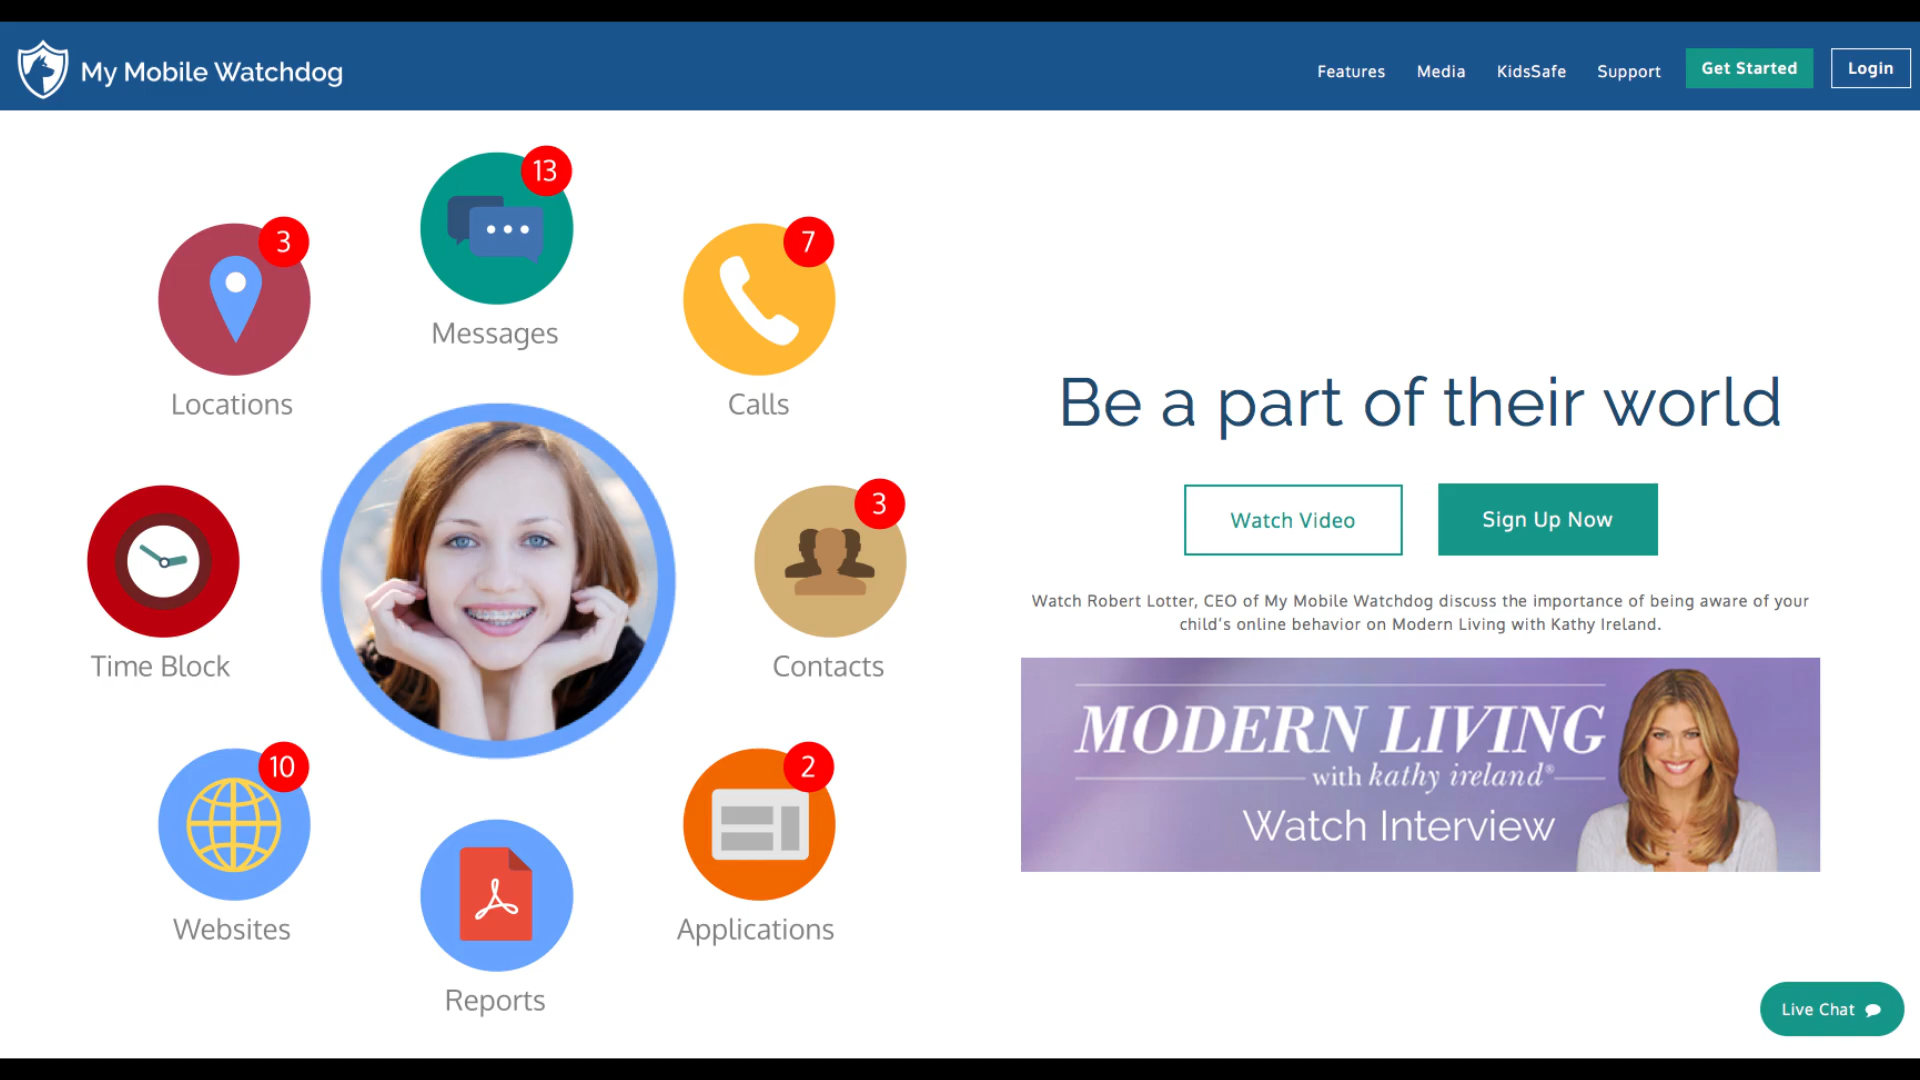 My Mobile Watchdog
Features Media KidsSafe Support Get Started Login
13
Messages
3
Locations
7
Calls
Time Block
3
Contacts
10
Websites
Reports
2
Applications
Be a part of their world
Watch Video Sign Up Now
Watch Robert Lotter, CEO of My Mobile Watchdog discuss the importance of being aware of your
child's online behavior on Modern Living with Kathy Ireland.
MODERN LIVING
with kathy ireland®
Watch Interview
Live Chat